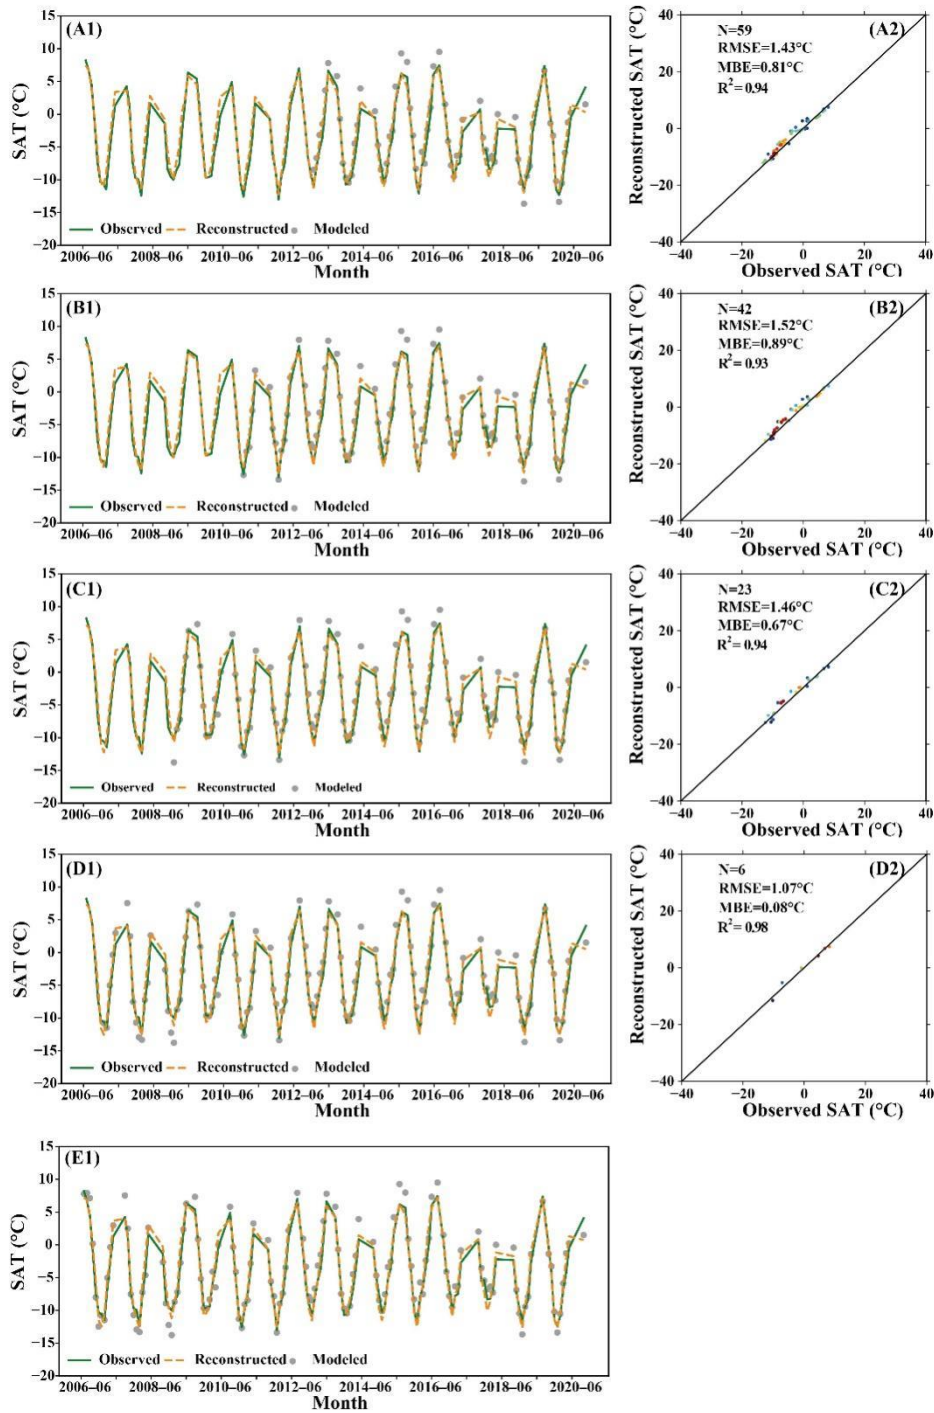 (A1)
SAT (°C)
15
10
5
0
−5
−10
−15
−20
Observed Reconstructed Modeled
2006−06 2008−06 2010−06 2012−06 2014−06 2016−06 2018−06 2020−06
Month
(A2)
N=59
RMSE=1.43°C
MBE=0.81°C
R²= 0.94
Reconstructed SAT (°C)
40
20
0
−20
−40
−40 −20 0 20 40
Observed SAT (°C)
(B1)
SAT (°C)
15
10
5
0
−5
−10
−15
−20
Observed Reconstructed Modeled
2006−06 2008−06 2010−06 2012−06 2014−06 2016−06 2018−06 2020−06
Month
(B2)
N=42
RMSE=1.52°C
MBE=0.89°C
R²= 0.93
Reconstructed SAT (°C)
40
20
0
−20
−40
−40 −20 0 20 40
Observed SAT (°C)
(C1)
SAT (°C)
15
10
5
0
−5
−10
−15
−20
Observed Reconstructed Modeled
2006−06 2008−06 2010−06 2012−06 2014−06 2016−06 2018−06 2020−06
Month
(C2)
N=23
RMSE=1.46°C
MBE=0.67°C
R²= 0.94
Reconstructed SAT (°C)
40
20
0
−20
−40
−40 −20 0 20 40
Observed SAT (°C)
(D1)
SAT (°C)
15
10
5
0
−5
−10
−15
−20
Observed Reconstructed Modeled
2006−06 2008−06 2010−06 2012−06 2014−06 2016−06 2018−06 2020−06
Month
(D2)
N=6
RMSE=1.07°C
MBE=0.08°C
R²= 0.98
Reconstructed SAT (°C)
40
20
0
−20
−40
−40 −20 0 20 40
Observed SAT (°C)
(E1)
SAT (°C)
15
10
5
0
−5
−10
−15
−20
Observed Reconstructed Modeled
2006−06 2008−06 2010−06 2012−06 2014−06 2016−06 2018−06 2020−06
Month